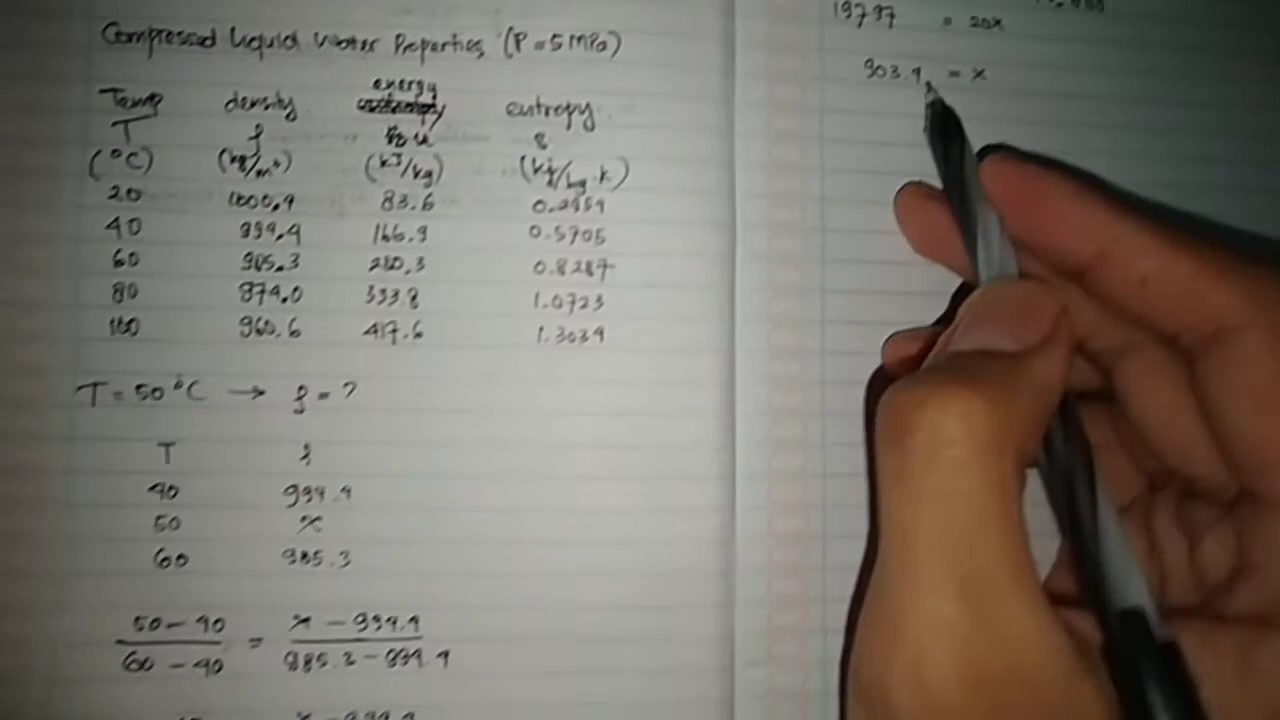 Compressed Liquid Water Properties (P = 5 MPa)
Temp density energy entropy
T ρ u s
(°C) (kg/m³) (kJ/kg) (kJ/kg.k)
20 1000.4 83.6 0.2954
40 994.4 166.9 0.5705
60 985.3 250.3 0.8287
80 974.0 333.8 1.0723
100 960.6 417.6 1.3034
T = 50°C → ρ = ?
T ρ
40 994.4
50 x
60 985.3
50 - 40 / 60 - 40 = x - 994.4 / 985.3 - 994.4
x - 994.4
19797 = 20x
= x